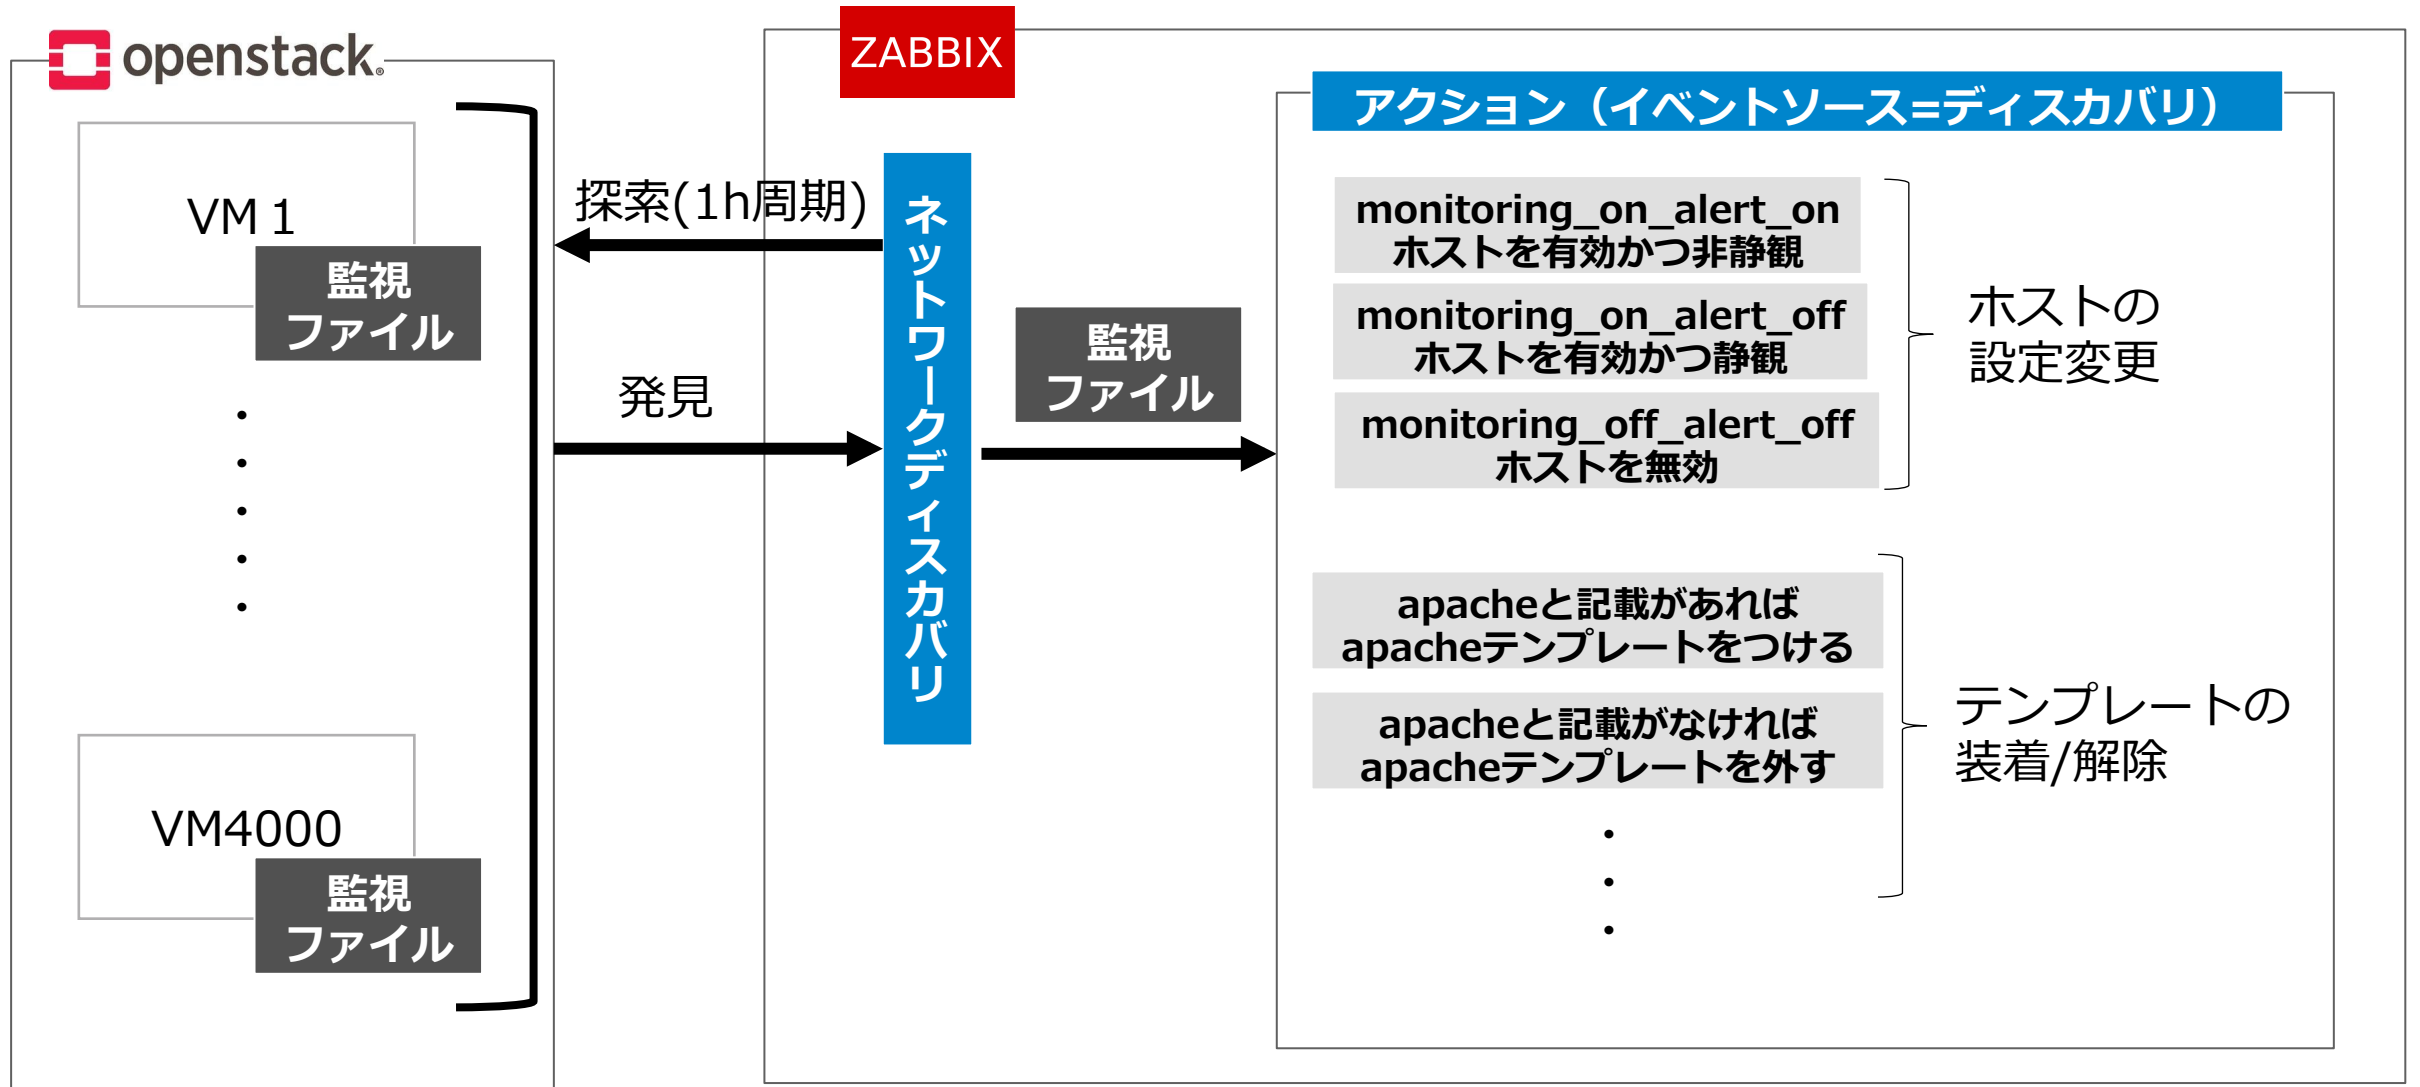 openstack®
VM 1
監視
ファイル
・
・
・
・
・
VM4000
監視
ファイル
ZABBIX
探索(1h周期)
発見
ネットワークディスカバリ
監視
ファイル
アクション（イベントソース=ディスカバリ）
monitoring_on_alert_on
ホストを有効かつ非静観
monitoring_on_alert_off
ホストを有効かつ静観
monitoring_off_alert_off
ホストを無効
ホストの
設定変更
apacheと記載があれば
apacheテンプレートをつける
apacheと記載がなければ
apacheテンプレートを外す
・
・
・
テンプレートの
装着/解除